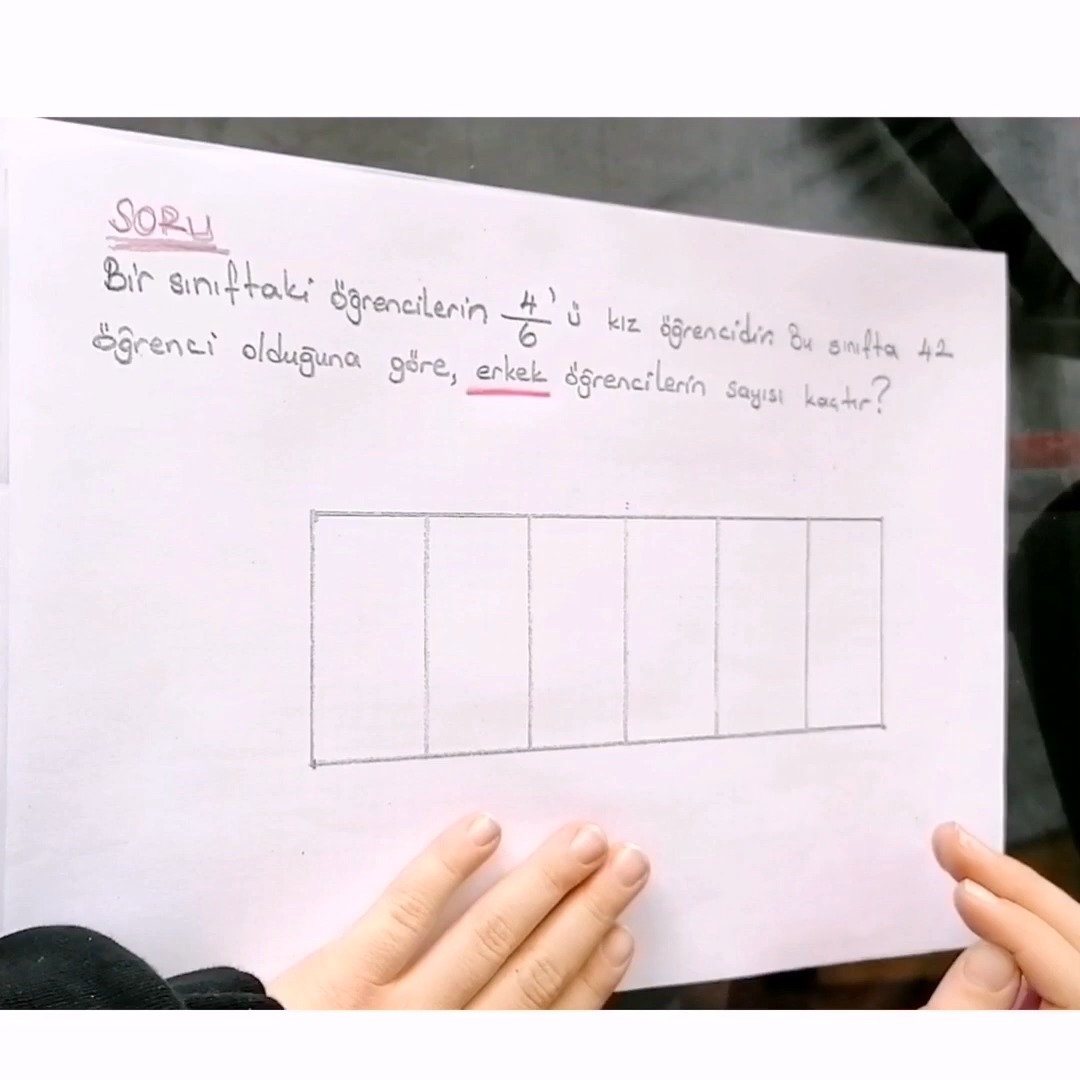 SORU
Bir sınıftaki öğrencilerin 4/6'ü kız öğrencidir. Bu sınıfta 42
öğrenci olduğuna göre, erkek öğrencilerin sayısı kaçtır?